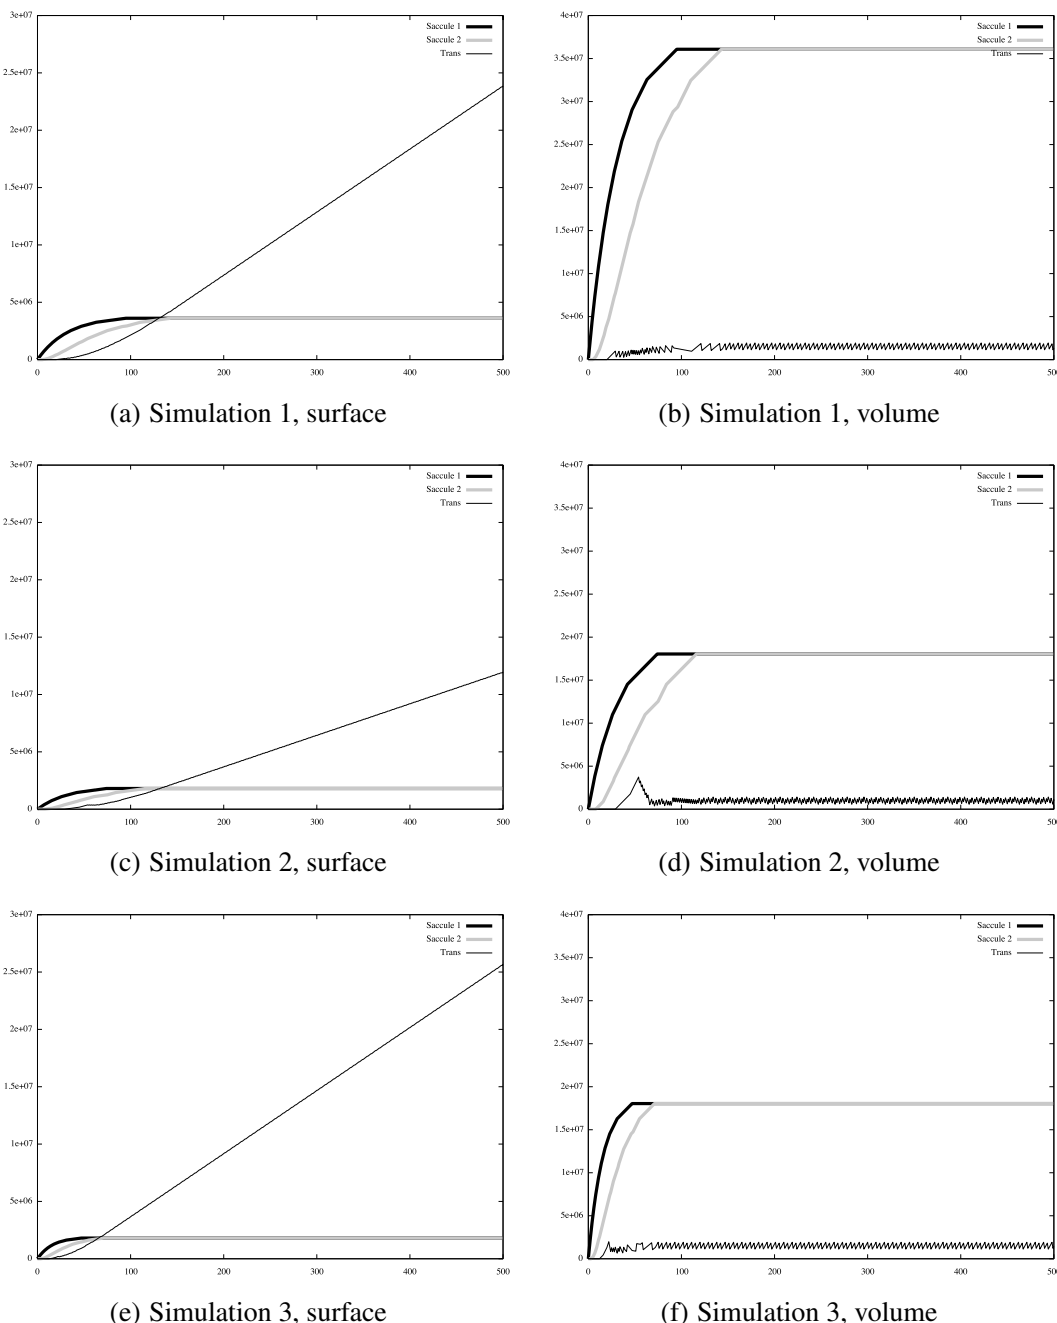 3e+07
2.5e+07
2e+07
1.5e+07
1e+07
5e+06
0
0 100 200 300 400 500
Saccule 1
Saccule 2
Trans
(a) Simulation 1, surface
4e+07
3.5e+07
3e+07
2.5e+07
2e+07
1.5e+07
1e+07
5e+06
0
0 100 200 300 400 500
Saccule 1
Saccule 2
Trans
(b) Simulation 1, volume
3e+07
2.5e+07
2e+07
1.5e+07
1e+07
5e+06
0
0 100 200 300 400 500
Saccule 1
Saccule 2
Trans
(c) Simulation 2, surface
4e+07
3.5e+07
3e+07
2.5e+07
2e+07
1.5e+07
1e+07
5e+06
0
0 100 200 300 400 500
Saccule 1
Saccule 2
Trans
(d) Simulation 2, volume
3e+07
2.5e+07
2e+07
1.5e+07
1e+07
5e+06
0
0 100 200 300 400 500
Saccule 1
Saccule 2
Trans
(e) Simulation 3, surface
4e+07
3.5e+07
3e+07
2.5e+07
2e+07
1.5e+07
1e+07
5e+06
0
0 100 200 300 400 500
Saccule 1
Saccule 2
Trans
(f) Simulation 3, volume